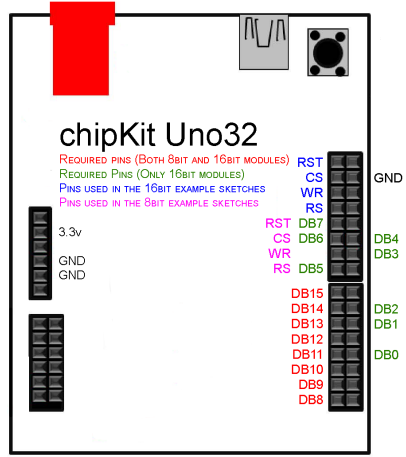 chipKit Uno32
Required pins (Both 8bit and 16bit modules)
Required Pins (Only 16bit modules)
Pins used in the 16bit example sketches
Pins used in the 8bit example sketches
3.3v
GND
GND
RST
CS GND
WR
RS
RST DB7
CS DB6 DB4
WR DB3
RS DB5
DB15
DB14 DB2
DB13 DB1
DB12
DB11 DB0
DB10
DB9
DB8